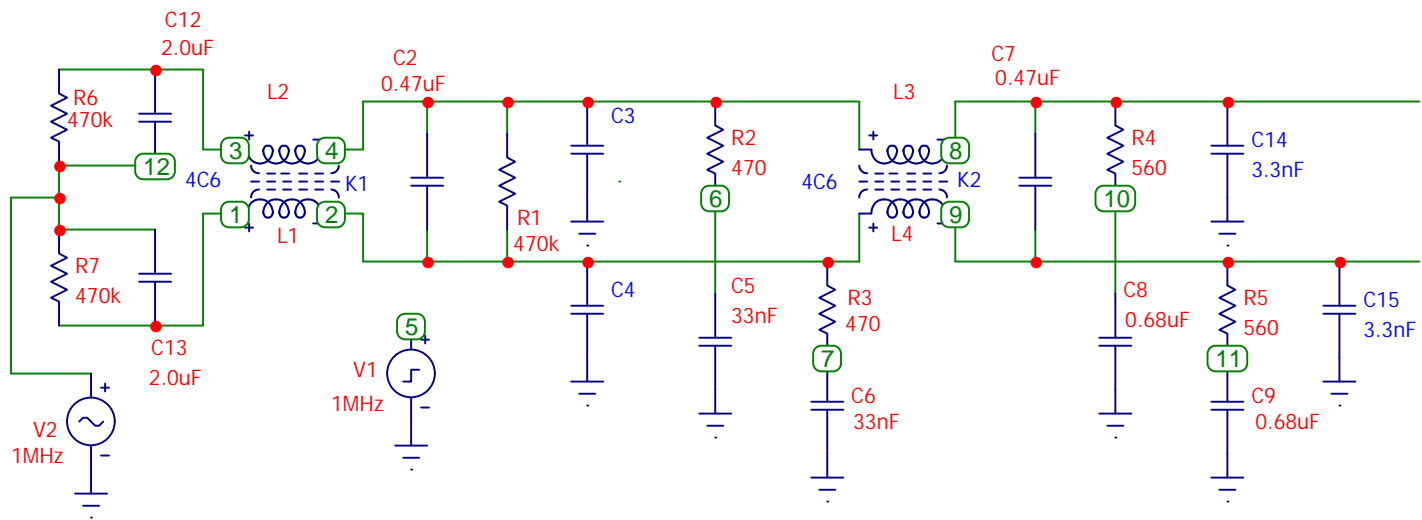 C12
2.0uF
R6
470k
12
L2
3
4
4C6
K1
1
2
L1
R7
470k
C13
2.0uF
V2
1MHz
C2
0.47uF
R1
470k
C3
C4
5
V1
1MHz
R2
470
6
C5
33nF
R3
470
7
C6
33nF
L3
8
4C6
K2
9
L4
C7
0.47uF
R4
560
10
C8
0.68uF
C14
3.3nF
R5
560
11
C9
0.68uF
C15
3.3nF